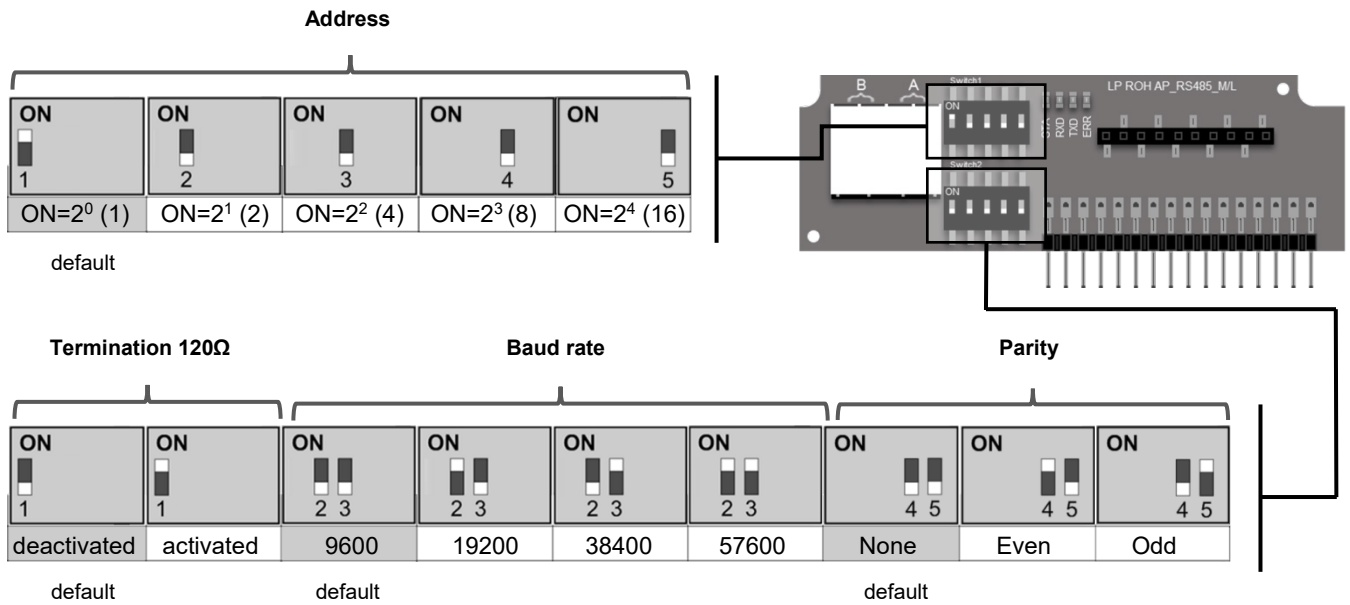 Address
ON ON ON ON ON
1 2 3 4 5
ON=2⁰ (1) ON=2¹ (2) ON=2² (4) ON=2³ (8) ON=2⁴ (16)
default
B A Switch1 LP ROH AP_RS485_M/L
ON
RXD TXD ERR
Switch2
ON
Termination 120Ω Baud rate Parity
ON ON ON ON ON ON ON ON ON
1 1 2 3 2 3 2 3 2 3 4 5 4 5 4 5
deactivated activated 9600 19200 38400 57600 None Even Odd
default default default